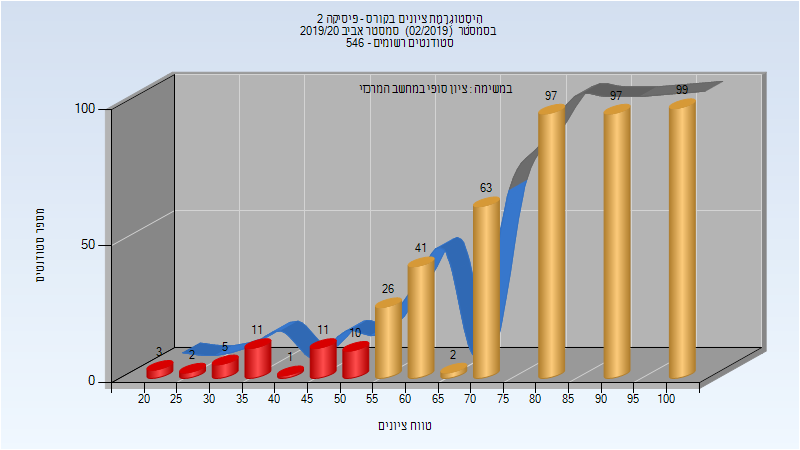 היסטוגרמת ציונים בקורס - פיסיקה 2
בסמסטר (02/2019) סמסטר אביב 2019/20
סטודנטים רשומים - 546
במשימה : ציון סופי במחשב המרכזי
מספר סטודנטים
100
50
0
3
2
5
11
1
11
10
26
41
2
63
97
97
99
20 25 30 35 40 45 50 55 60 65 70 75 80 85 90 95 100
טווח ציונים